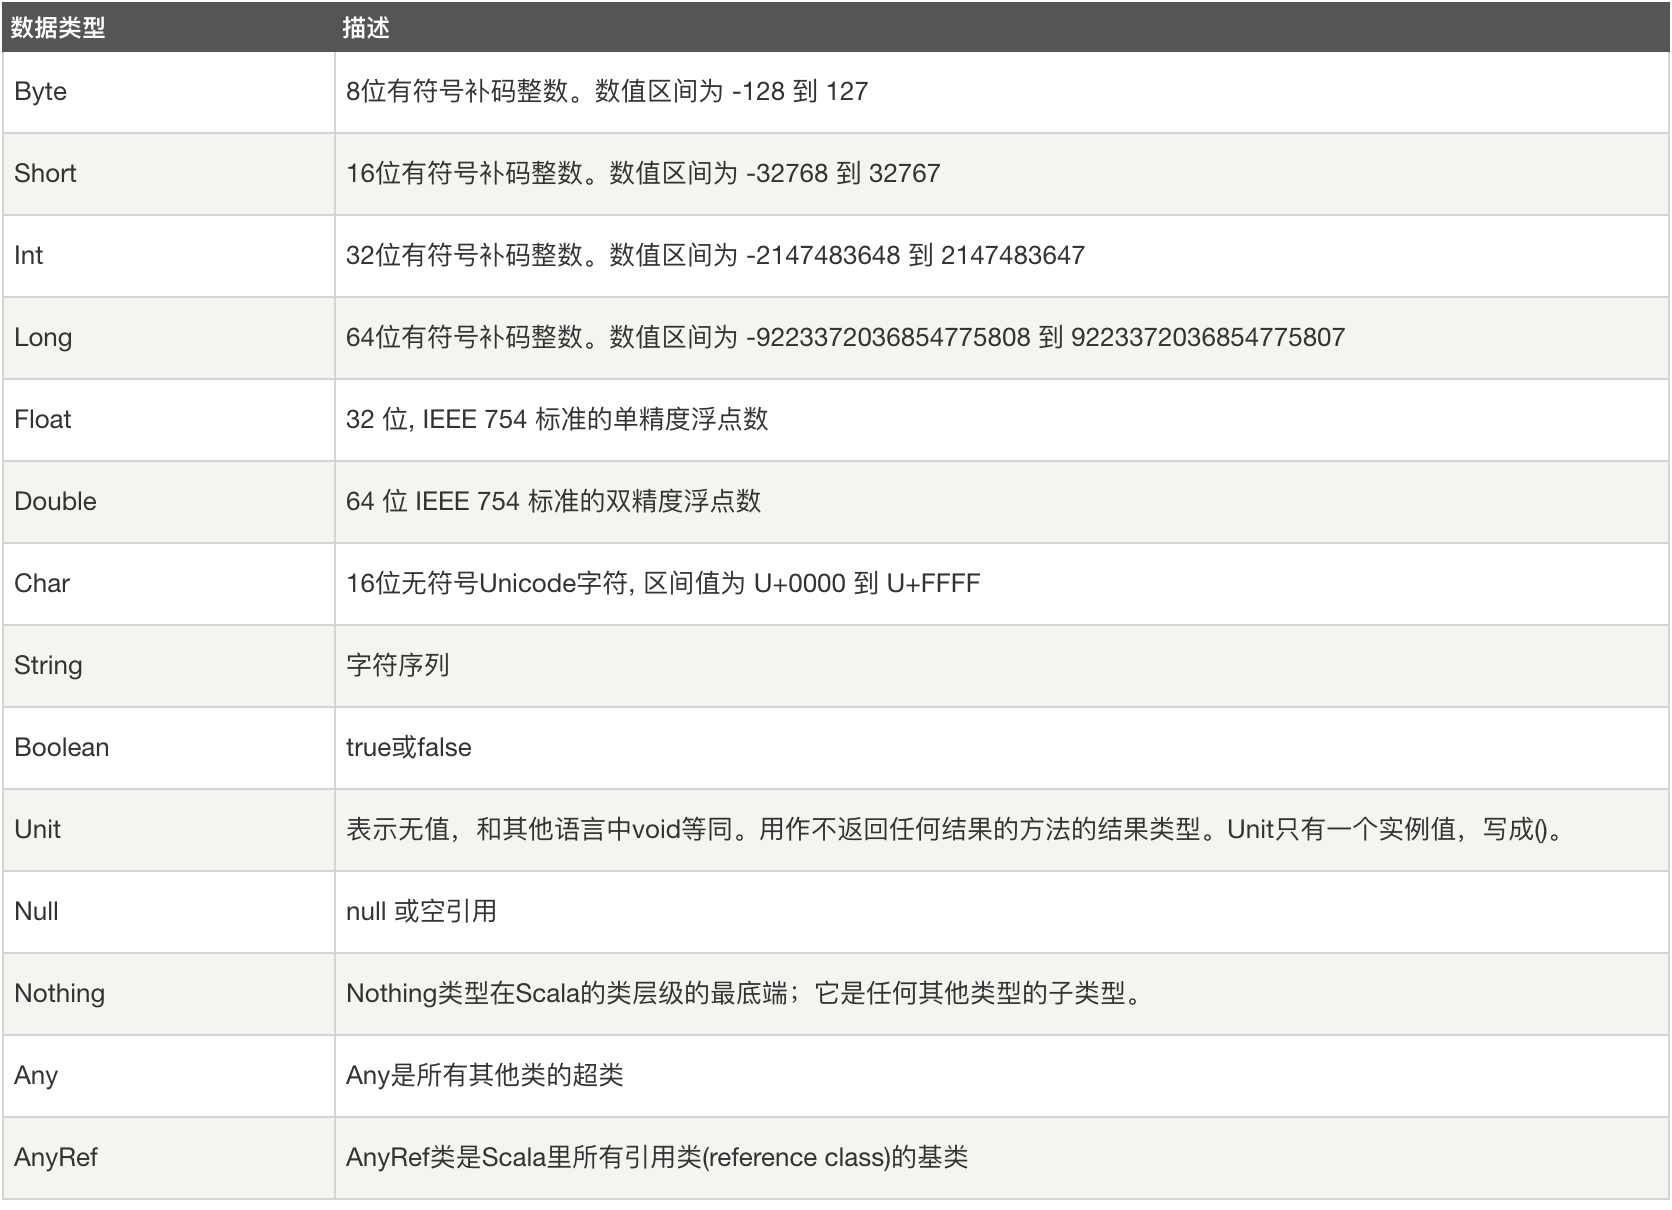 数据类型 描述
Byte 8位有符号补码整数。数值区间为 -128 到 127
Short 16位有符号补码整数。数值区间为 -32768 到 32767
Int 32位有符号补码整数。数值区间为 -2147483648 到 2147483647
Long 64位有符号补码整数。数值区间为 -9223372036854775808 到 9223372036854775807
Float 32 位, IEEE 754 标准的单精度浮点数
Double 64 位 IEEE 754 标准的双精度浮点数
Char 16位无符号Unicode字符, 区间值为 U+0000 到 U+FFFF
String 字符序列
Boolean true或false
Unit 表示无值，和其他语言中void等同。用作不返回任何结果的方法的结果类型。Unit只有一个实例值，写成()。
Null null 或空引用
Nothing Nothing类型在Scala的类层级的最底端；它是任何其他类型的子类型。
Any Any是所有其他类的超类
AnyRef AnyRef类是Scala里所有引用类(reference class)的基类